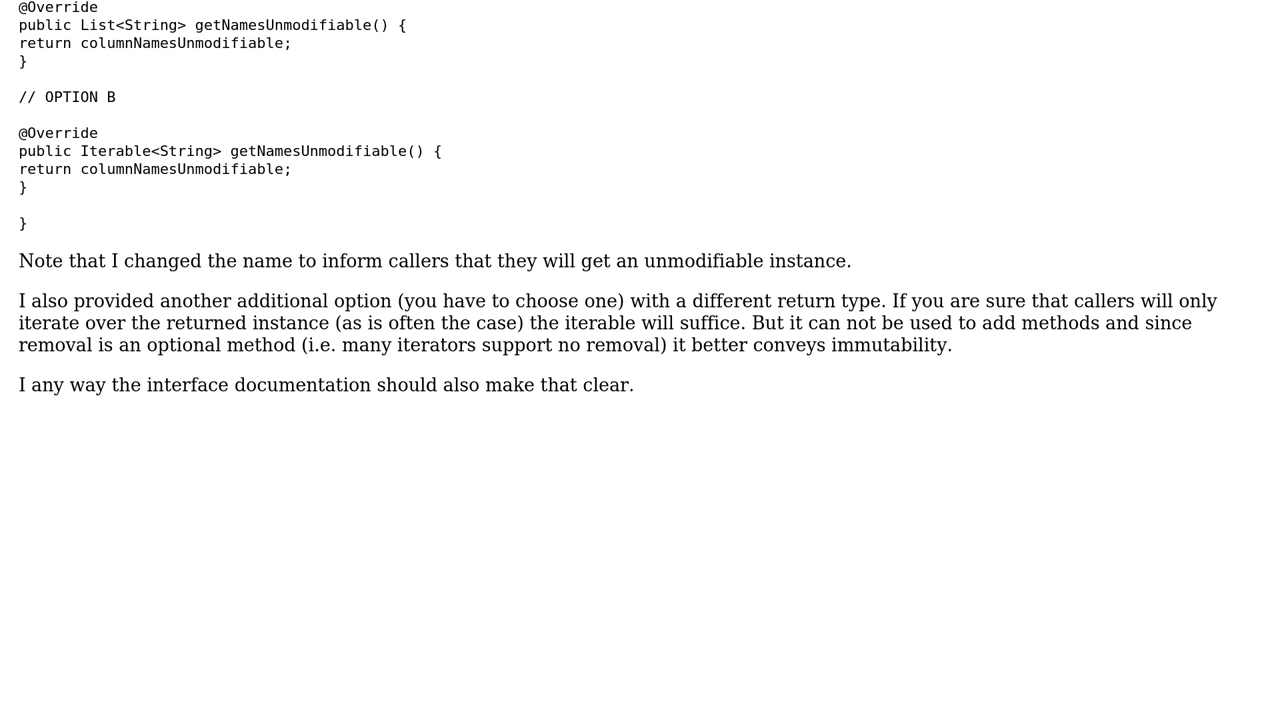 @Override
public List<String> getNamesUnmodifiable() {
return columnNamesUnmodifiable;
}
// OPTION B
@Override
public Iterable<String> getNamesUnmodifiable() {
return columnNamesUnmodifiable;
}
}
Note that I changed the name to inform callers that they will get an unmodifiable instance.
I also provided another additional option (you have to choose one) with a different return type. If you are sure that callers will only
iterate over the returned instance (as is often the case) the iterable will suffice. But it can not be used to add methods and since
removal is an optional method (i.e. many iterators support no removal) it better conveys immutability.
I any way the interface documentation should also make that clear.